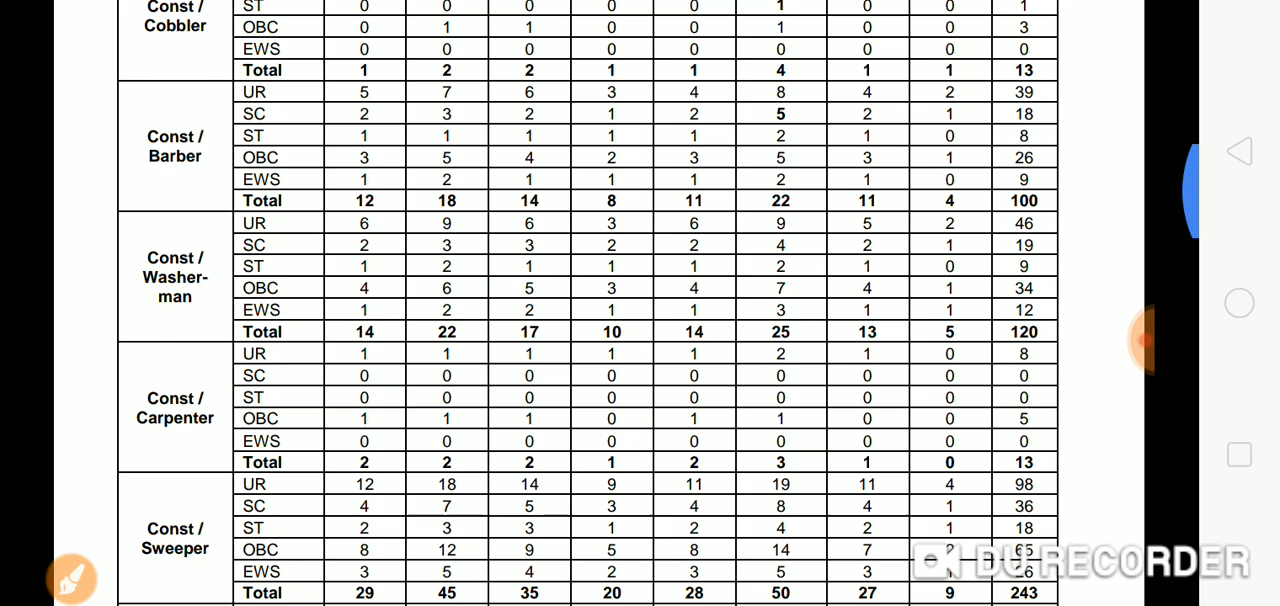 Const / Cobbler
ST 0 0 0 0 0 1 0 0 1
OBC 0 1 1 0 0 1 0 0 3
EWS 0 0 0 0 0 0 0 0 0
Total 1 2 2 1 1 4 1 1 13
Const / Barber
UR 5 7 6 3 4 8 4 2 39
SC 2 3 2 1 2 5 2 1 18
ST 1 1 1 1 1 2 1 0 8
OBC 3 5 4 2 3 5 3 1 26
EWS 1 2 1 1 1 2 1 0 9
Total 12 18 14 8 11 22 11 4 100
Const / Washer-man
UR 6 9 6 3 6 9 5 2 46
SC 2 3 3 2 2 4 2 1 19
ST 1 2 1 1 1 2 1 0 9
OBC 4 6 5 3 4 7 4 1 34
EWS 1 2 2 1 1 3 1 1 12
Total 14 22 17 10 14 25 13 5 120
Const / Carpenter
UR 1 1 1 1 1 2 1 0 8
SC 0 0 0 0 0 0 0 0 0
ST 0 0 0 0 0 0 0 0 0
OBC 1 1 1 0 1 1 0 0 5
EWS 0 0 0 0 0 0 0 0 0
Total 2 2 2 1 2 3 1 0 13
Const / Sweeper
UR 12 18 14 9 11 19 11 4 98
SC 4 7 5 3 4 8 4 1 36
ST 2 3 3 1 2 4 2 1 18
OBC 8 12 9 5 8 14 7 2 65
EWS 3 5 4 2 3 5 3 1 26
Total 29 45 35 20 28 50 27 9 243
DU RECORDER